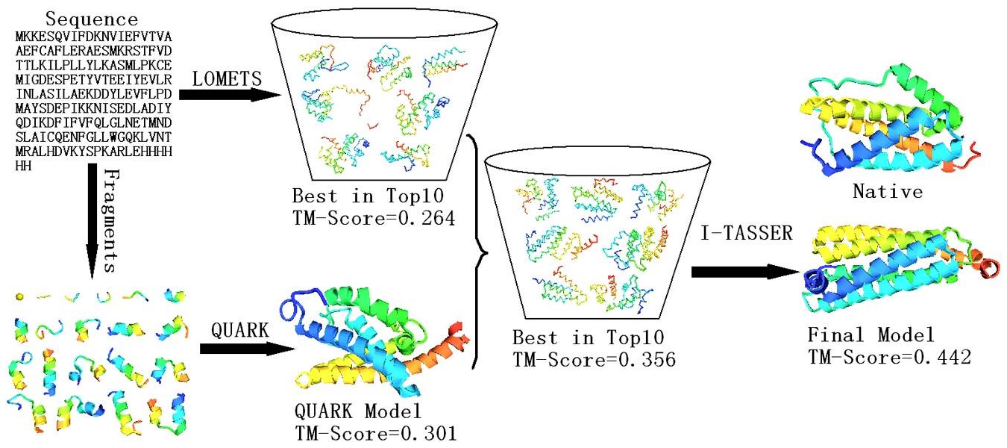 Sequence
MKKESQVIFDKNVIEFVTVA
AEFCAFLERAESMKRSTFVD
TTLKILPLLYLKASMLPKCE
MIGDESPETYVTEEIYEVLR
INLASILAEKDDYLEVFLPD
MAYSDEPIKKNISEDLADIY
QDIKDFIFVFQLGLNETMND
SLAICQENFGLLWGQKLVNT
MRALHDVKYSPKARLEHHHH
HH
LOMETS
Best in Top10
TM-Score=0.264
Fragments
QUARK
QUARK Model
TM-Score=0.301
Best in Top10
TM-Score=0.356
I-TASSER
Native
Final Model
TM-Score=0.442